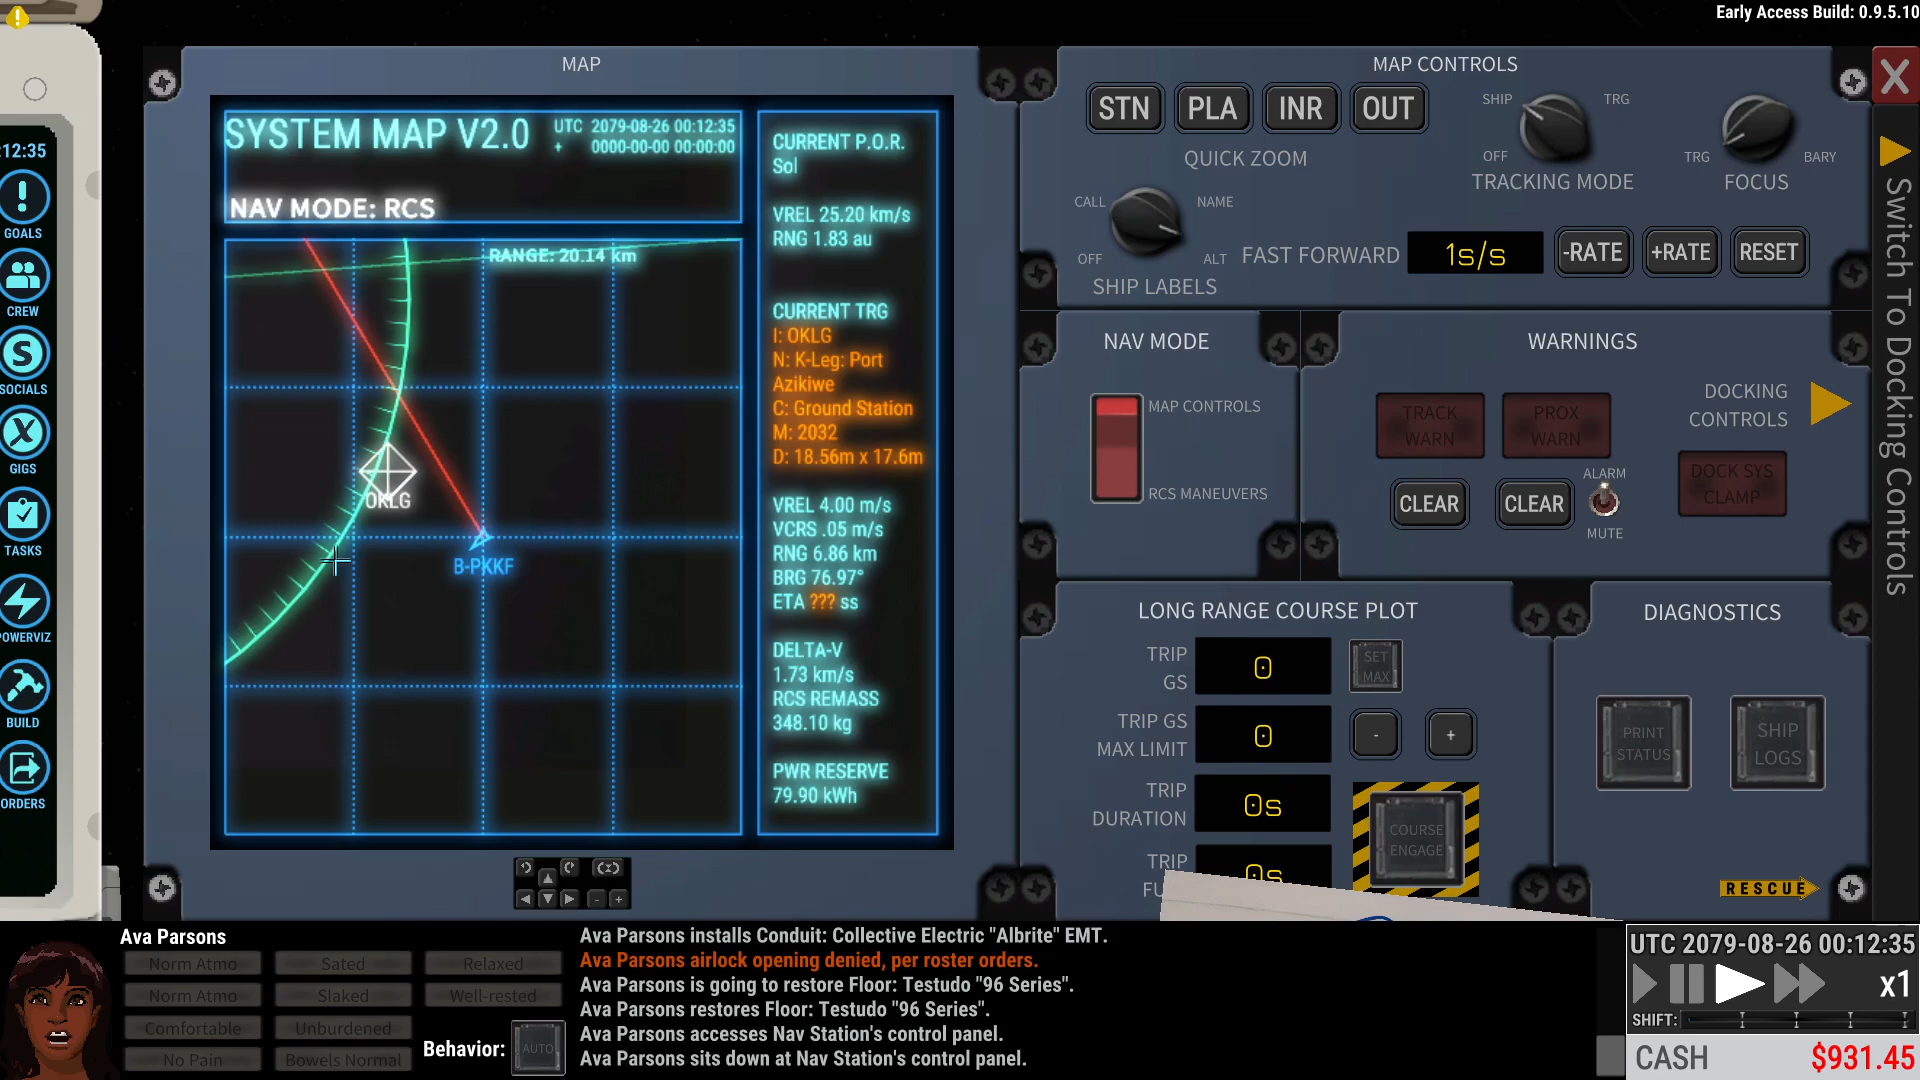 Early Access Build: 0.9.5.10
MAP
SYSTEM MAP V2.0
UTC 2079-08-26 00:12:35
+ 0000-00-00 00:00:00
NAV MODE: RCS
RANGE: 20.14 km
OKLG
B-PKKF
CURRENT P.O.R.
Sol
VREL 25.20 km/s
RNG 1.83 au
CURRENT TRG
I: OKLG
N: K-Leg: Port
Azikiwe
C: Ground Station
M: 2032
D: 18.56m x 17.6m
VREL 4.00 m/s
VCRS .05 m/s
RNG 6.86 km
BRG 76.97°
ETA ??? ss
DELTA-V
1.73 km/s
RCS REMASS
348.10 kg
PWR RESERVE
79.90 kWh
MAP CONTROLS
STN PLA INR OUT
QUICK ZOOM
SHIP TRG
OFF
TRACKING MODE
TRG BARY
FOCUS
CALL NAME
OFF ALT
SHIP LABELS
FAST FORWARD 1s/s -RATE +RATE RESET
NAV MODE
MAP CONTROLS
RCS MANEUVERS
WARNINGS
TRACK
WARN
PROX
WARN
CLEAR CLEAR
ALARM
MUTE
DOCKING
CONTROLS
DOCK SYS
CLAMP
LONG RANGE COURSE PLOT
TRIP
GS
0
SET
MAX
TRIP GS
MAX LIMIT
0
- +
TRIP
DURATION
0s
TRIP
FU
0s
COURSE
ENGAGE
DIAGNOSTICS
PRINT
STATUS
SHIP
LOGS
RESCUE
X
Switch To Docking Controls
:12:35
GOALS
CREW
SOCIALS
GIGS
TASKS
POWERVIZ
BUILD
ORDERS
Ava Parsons
Norm Atmo Sated Relaxed
Norm Atmo Slaked Well-rested
Comfortable Unburdened
No Pain Bowels Normal
Behavior: AUTO
Ava Parsons installs Conduit: Collective Electric "Albrite" EMT.
Ava Parsons airlock opening denied, per roster orders.
Ava Parsons is going to restore Floor: Testudo "96 Series".
Ava Parsons restores Floor: Testudo "96 Series".
Ava Parsons accesses Nav Station's control panel.
Ava Parsons sits down at Nav Station's control panel.
UTC 2079-08-26 00:12:35
x1
SHIFT:
CASH $931.45